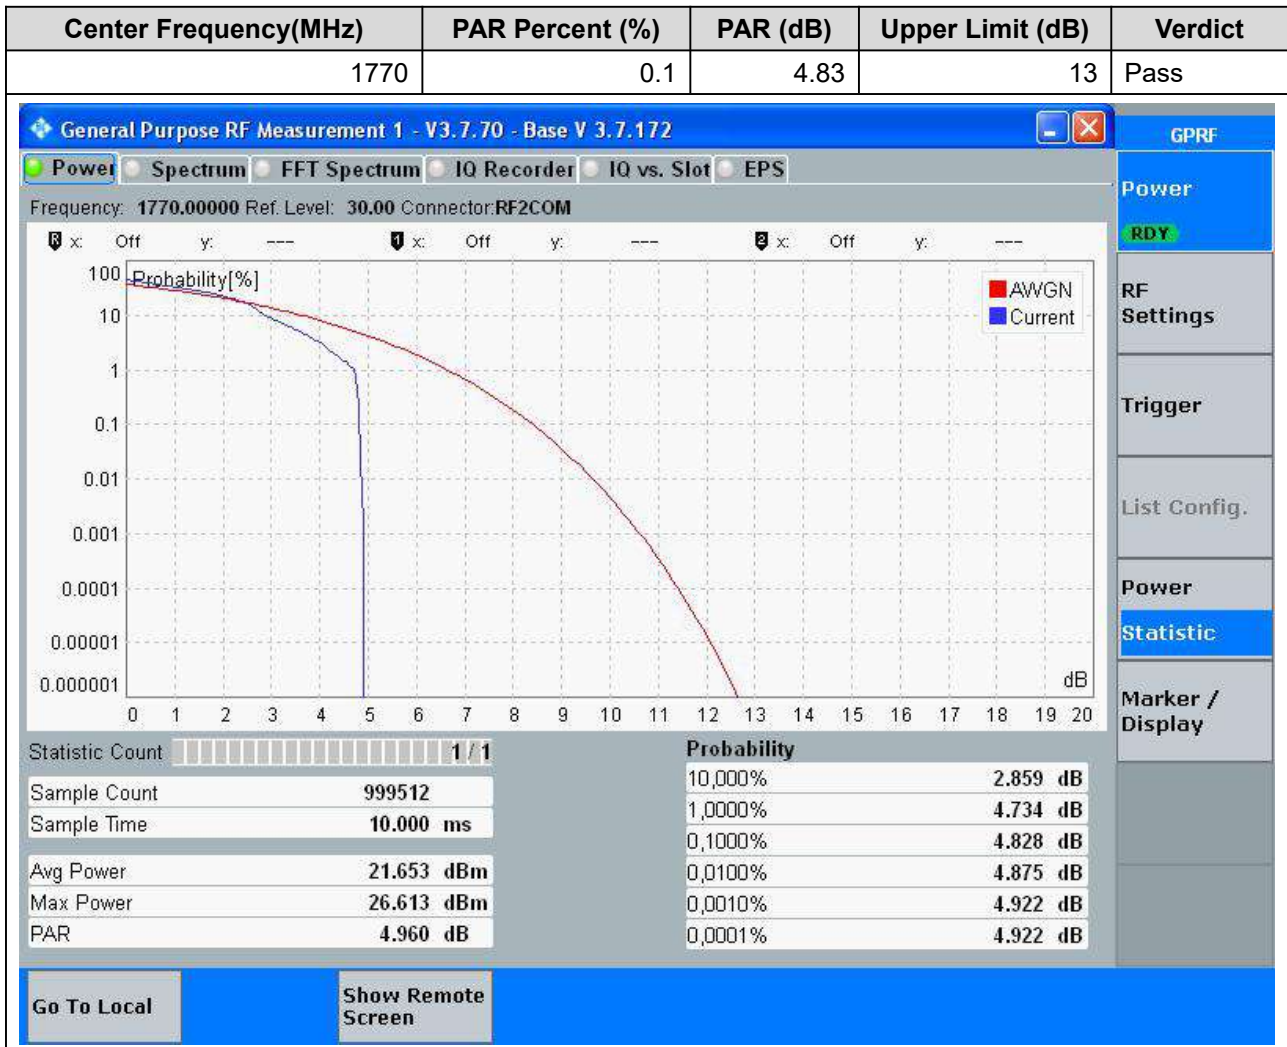 Center Frequency(MHz) PAR Percent (%) PAR (dB) Upper Limit (dB) Verdict
1770 0.1 4.83 13 Pass
General Purpose RF Measurement 1 - V3.7.70 - Base V 3.7.172
GPRF
Power Spectrum FFT Spectrum IQ Recorder IQ vs. Slot EPS
Power
RDY
Frequency: 1770.00000 Ref. Level: 30.00 Connector:RF2COM
R x: Off y: --- 1 x: Off y: --- 2 x: Off y: ---
Probability[%]
AWGN
Current
100
10
1
0.1
0.01
0.001
0.0001
0.00001
0.000001
dB
0 1 2 3 4 5 6 7 8 9 10 11 12 13 14 15 16 17 18 19 20
RF
Settings
Trigger
List Config.
Power
Statistic
Marker /
Display
Statistic Count 1 / 1
Sample Count 999512
Sample Time 10.000 ms
Avg Power 21.653 dBm
Max Power 26.613 dBm
PAR 4.960 dB
Probability
10,000% 2.859 dB
1,0000% 4.734 dB
0,1000% 4.828 dB
0,0100% 4.875 dB
0,0010% 4.922 dB
0,0001% 4.922 dB
Go To Local
Show Remote
Screen